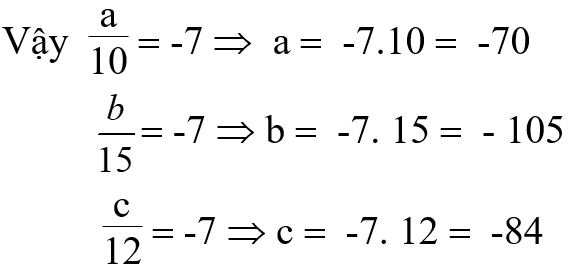 Vậy a/10 = -7 ⇒ a = -7.10 = -70
b/15 = -7 ⇒ b = -7. 15 = - 105
c/12 = -7 ⇒ c = -7. 12 = -84